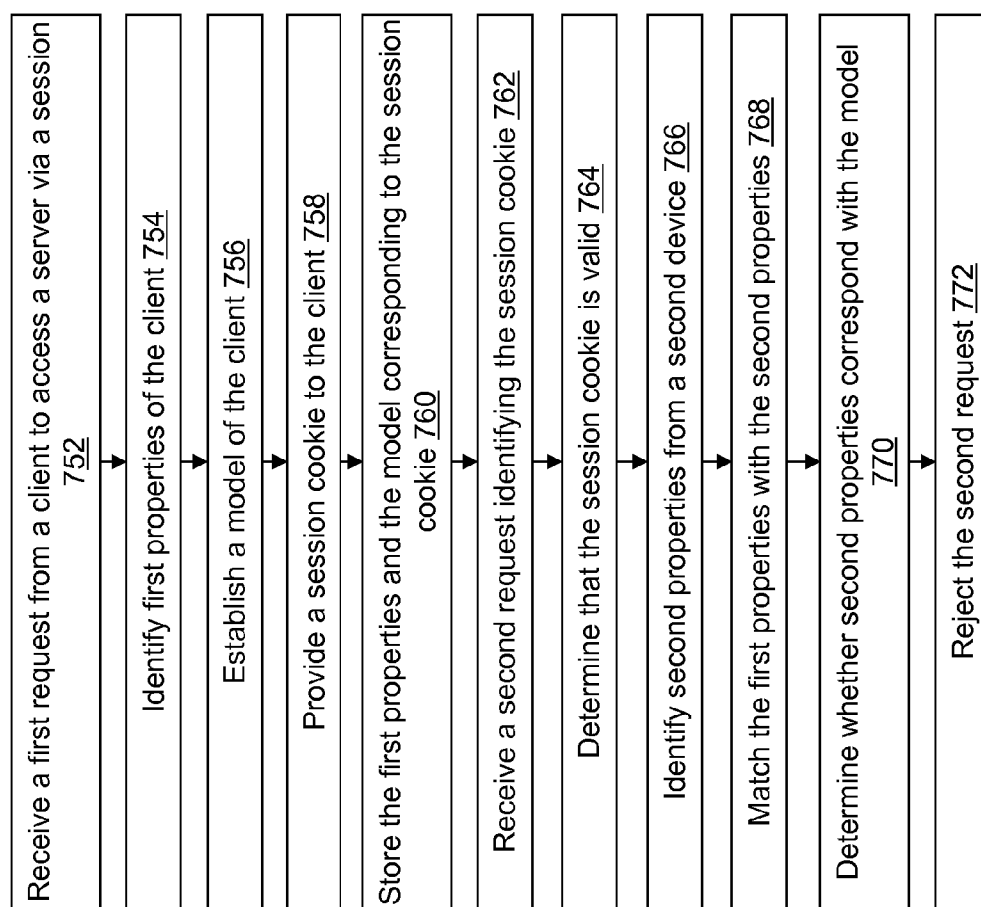 Receive a first request from a client to access a server via a session
752
Identify first properties of the client 754
Establish a model of the client 756
Provide a session cookie to the client 758
Store the first properties and the model corresponding to the session
cookie 760
Receive a second request identifying the session cookie 762
Determine that the session cookie is valid 764
Identify second properties from a second device 766
Match the first properties with the second properties 768
Determine whether second properties correspond with the model
770
Reject the second request 772